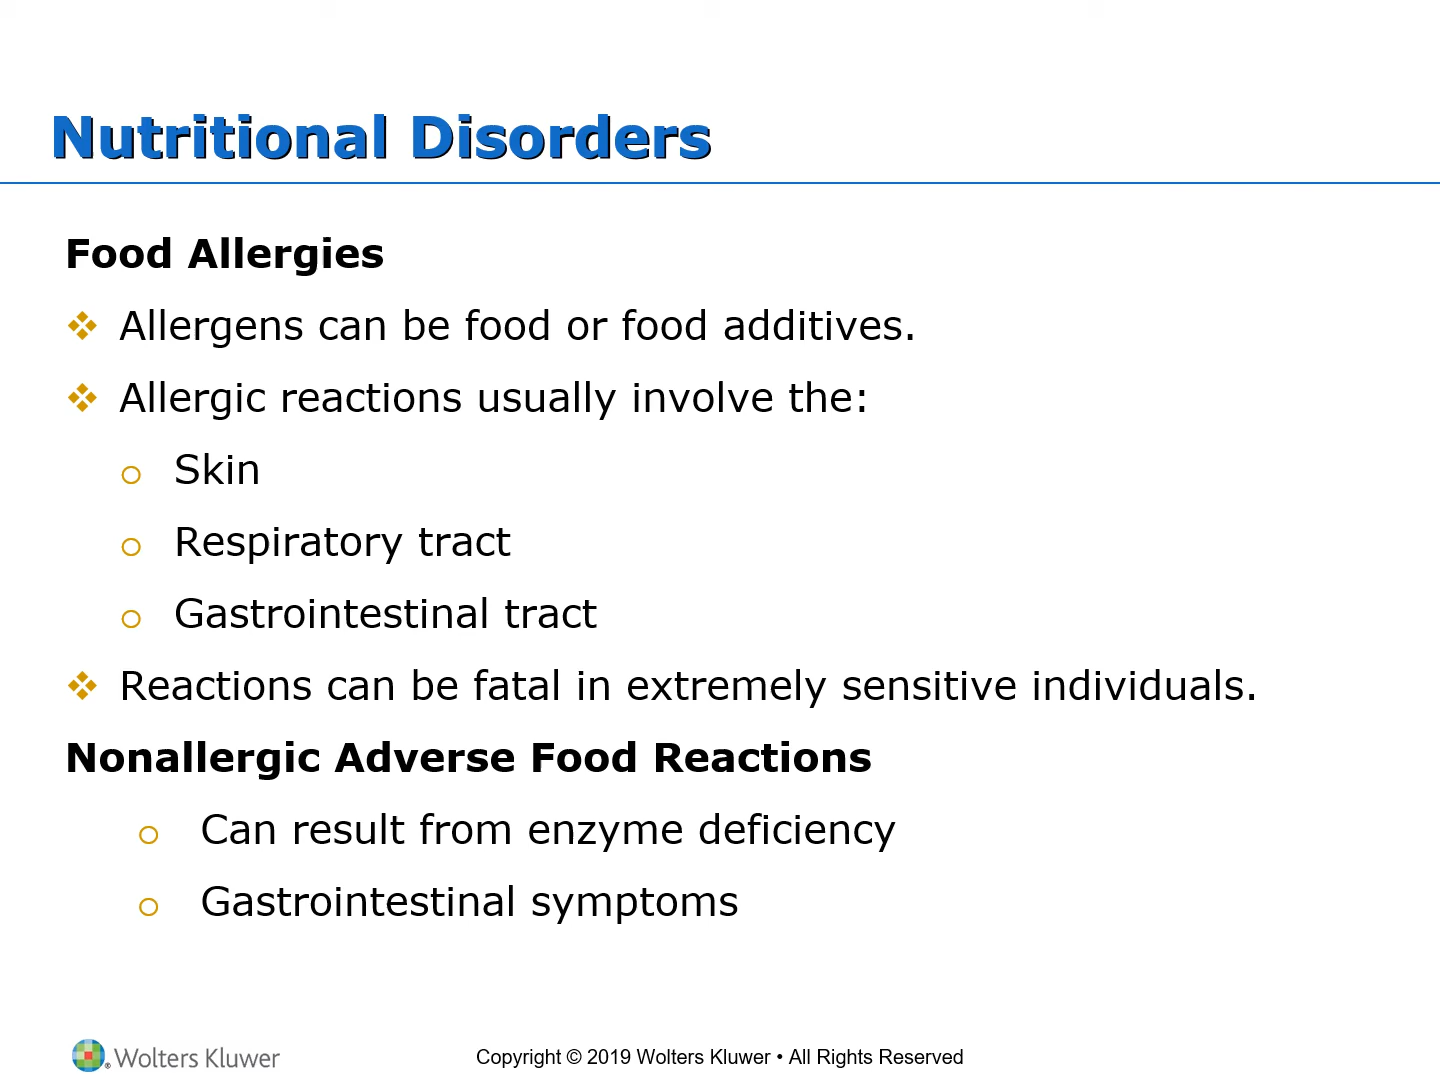 Nutritional Disorders
Food Allergies
❖ Allergens can be food or food additives.
❖ Allergic reactions usually involve the:
o Skin
o Respiratory tract
o Gastrointestinal tract
❖ Reactions can be fatal in extremely sensitive individuals.
Nonallergic Adverse Food Reactions
o Can result from enzyme deficiency
o Gastrointestinal symptoms
® Wolters Kluwer
Copyright © 2019 Wolters Kluwer • All Rights Reserved